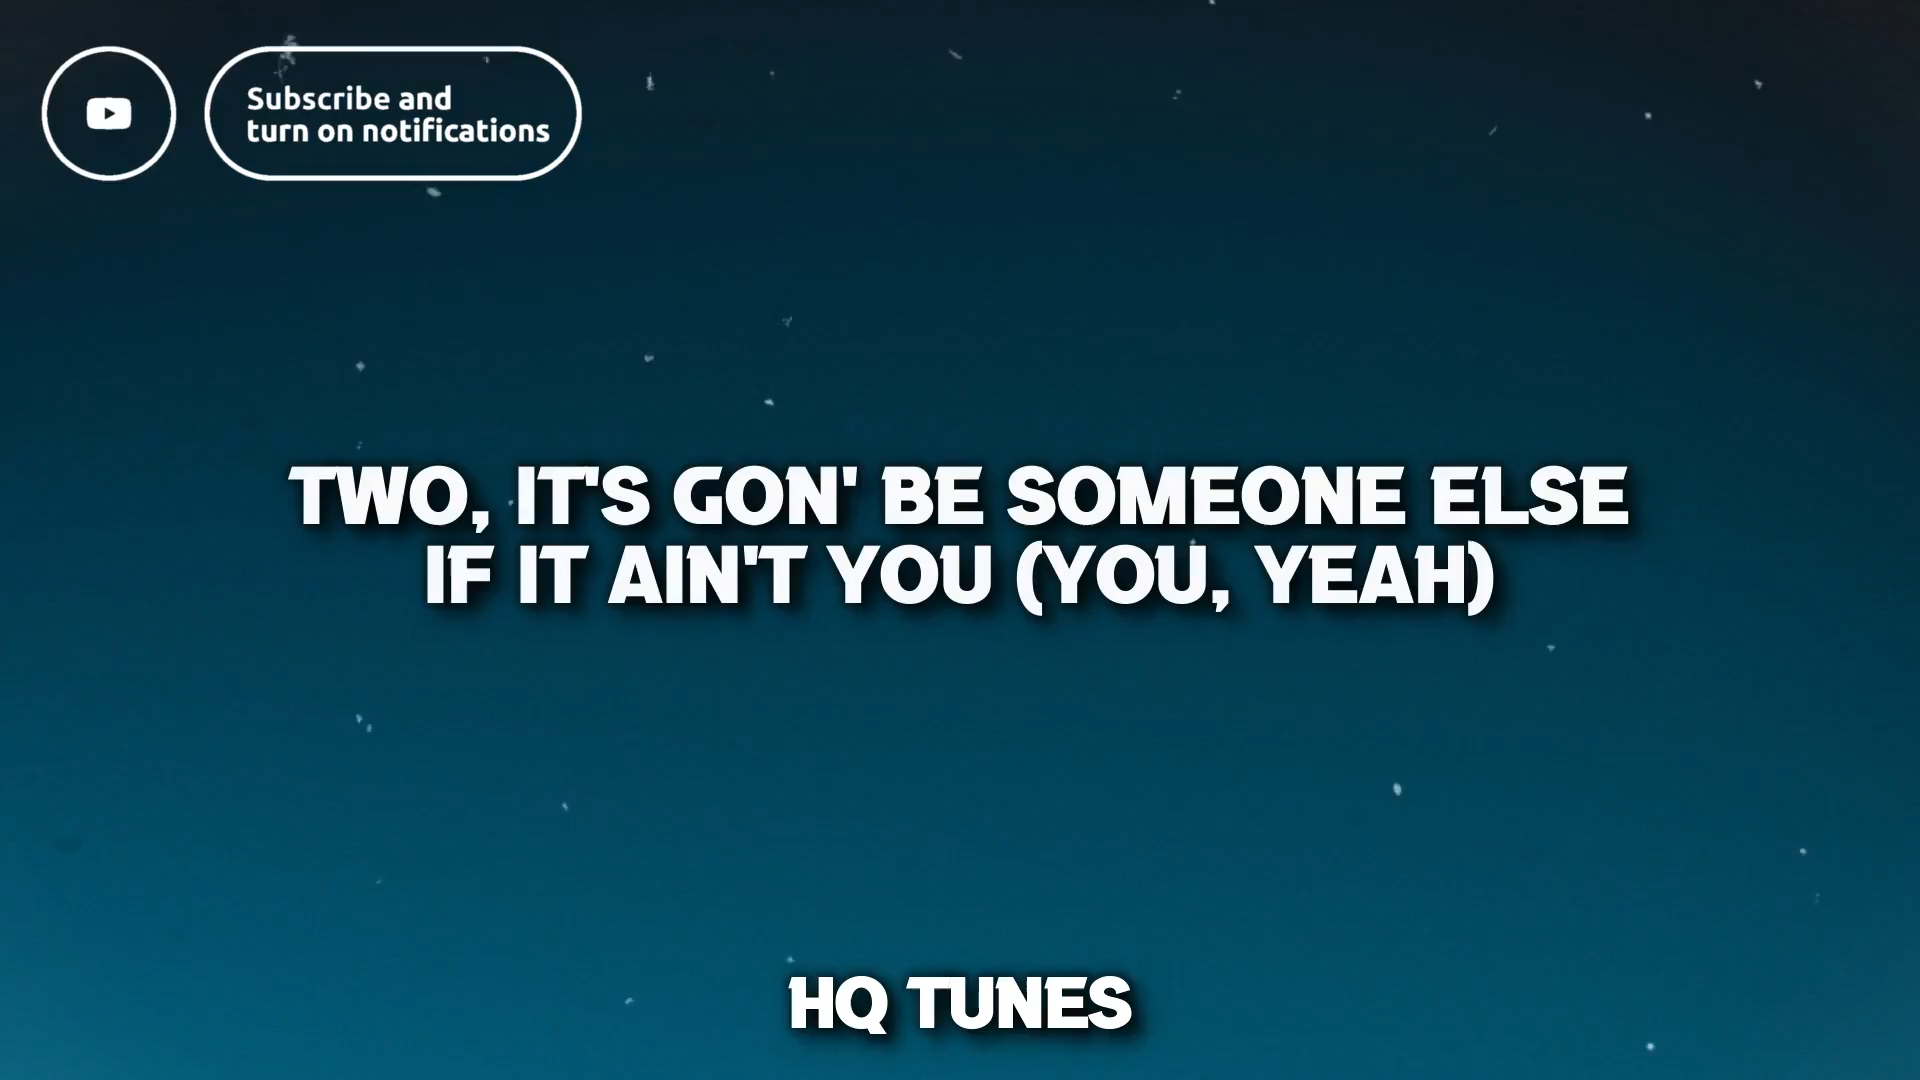 Subscribe and
turn on notifications
TWO, IT'S GON' BE SOMEONE ELSE
IF IT AIN'T YOU (YOU, YEAH)
HQ TUNES